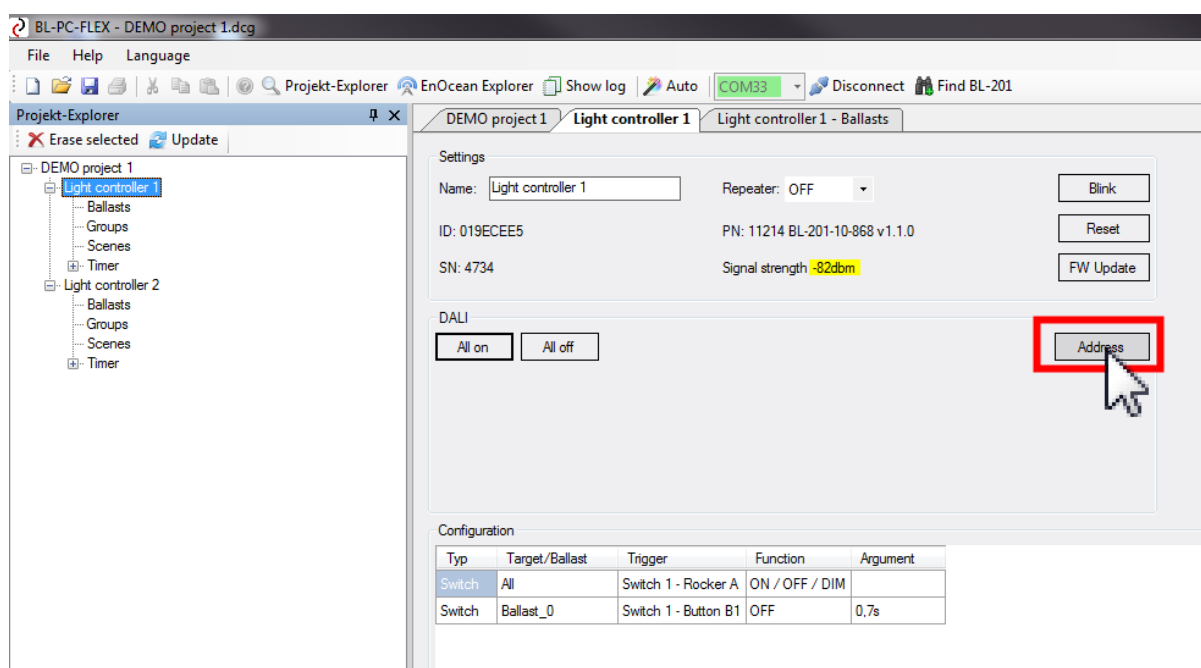 BL-PC-FLEX - DEMO project 1.dcg
File Help Language
Projekt-Explorer EnOcean Explorer Show log Auto COM33 Disconnect Find BL-201
Projekt-Explorer
Erase selected Update
DEMO project 1
Light controller 1
Ballasts
Groups
Scenes
Timer
Light controller 2
Ballasts
Groups
Scenes
Timer
DEMO project 1 Light controller 1 Light controller 1 - Ballasts
Settings
Name: Light controller 1 Repeater: OFF Blink
ID: 019ECEE5 PN: 11214 BL-201-10-868 v1.1.0 Reset
SN: 4734 Signal strength -82dbm FW Update
DALI
All on All off Address
Configuration
Typ Target/Ballast Trigger Function Argument
Switch All Switch 1 - Rocker A ON / OFF / DIM
Switch Ballast_0 Switch 1 - Button B1 OFF 0,7s